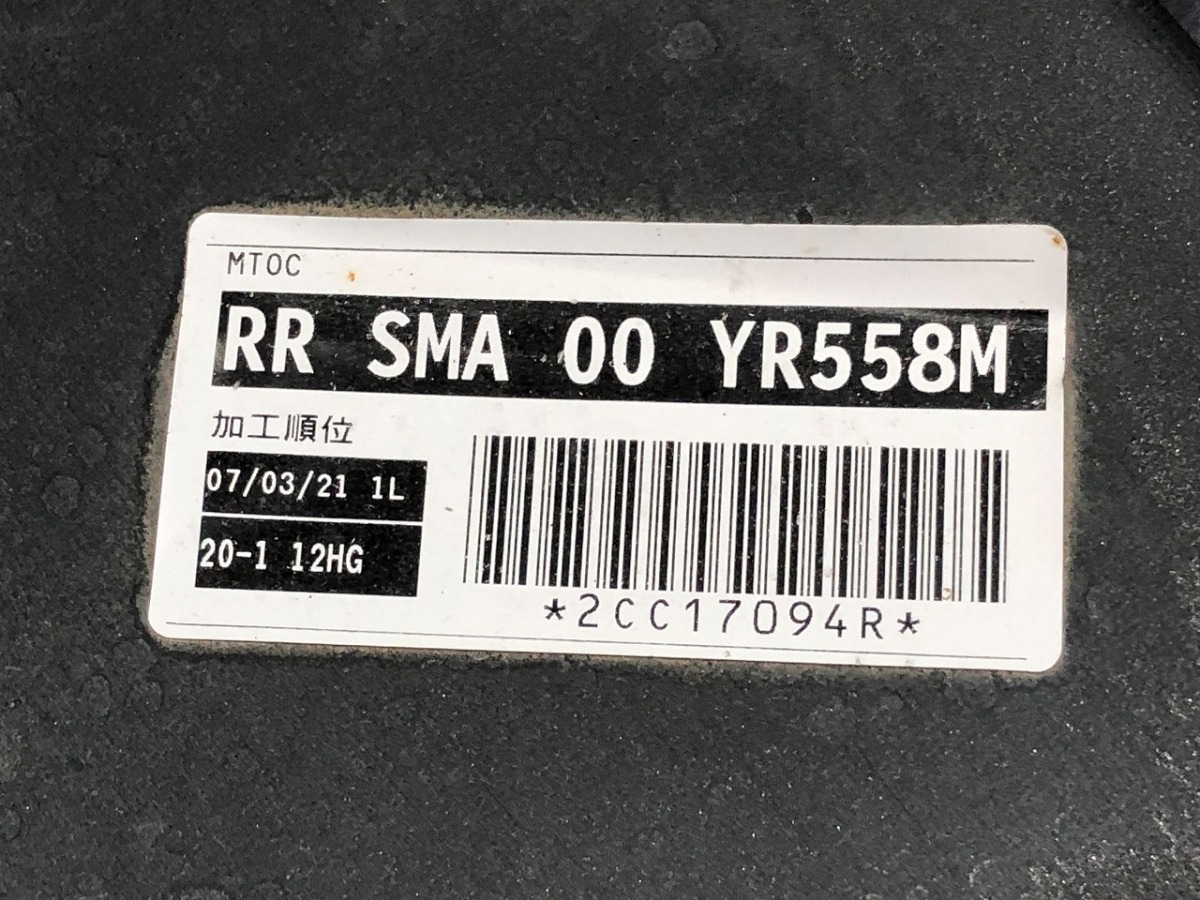 MTOC
RR SMA 00 YR558M
加工順位
07/03/21 1L
20-1 12HG
*2CC17094R*